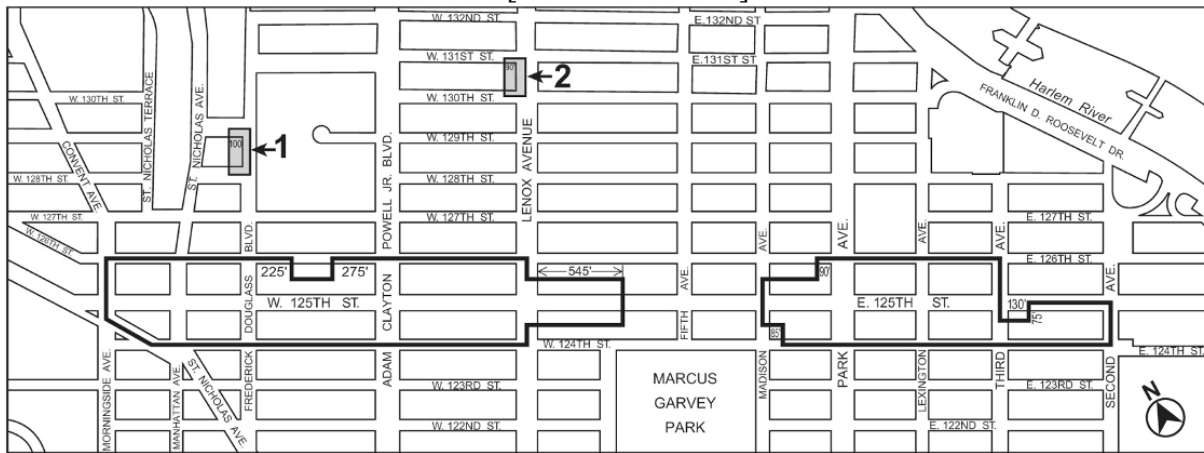 W. 132ND ST.
E.132ND ST
W. 131ST ST.
E.131ST ST.
90'
2
W. 130TH ST.
W. 130TH ST.
Harlem River
FRANKLIN D. ROOSEVELT DR.
ST. NICHOLAS TERRACE
ST. NICHOLAS AVE.
CONVENT AVE.
100
1
W. 129TH ST.
POWELL JR. BLVD.
LENOX AVENUE
W. 128TH ST.
W. 128TH ST.
W. 127TH ST.
W. 127TH ST.
E. 127TH ST.
W. 126TH ST.
BLVD.
AVE.
AVE.
AVE.
AVE.
AVE.
AVE.
E. 126TH ST.
225'
275'
545'
90'
W. 125TH ST.
E. 125TH ST.
130'
75'
85'
DOUGLASS
CLAYTON
FIFTH
W. 124TH ST.
E. 124TH ST.
MORNINGSIDE AVE.
MANHATTAN AVE.
ST. NICHOLAS AVE.
FREDERICK
ADAM
W. 123RD ST.
MARCUS
GARVEY
PARK
MADISON
PARK
LEXINGTON
THIRD
E. 123RD ST.
SECOND
N
W. 122ND ST.
E. 122ND ST.